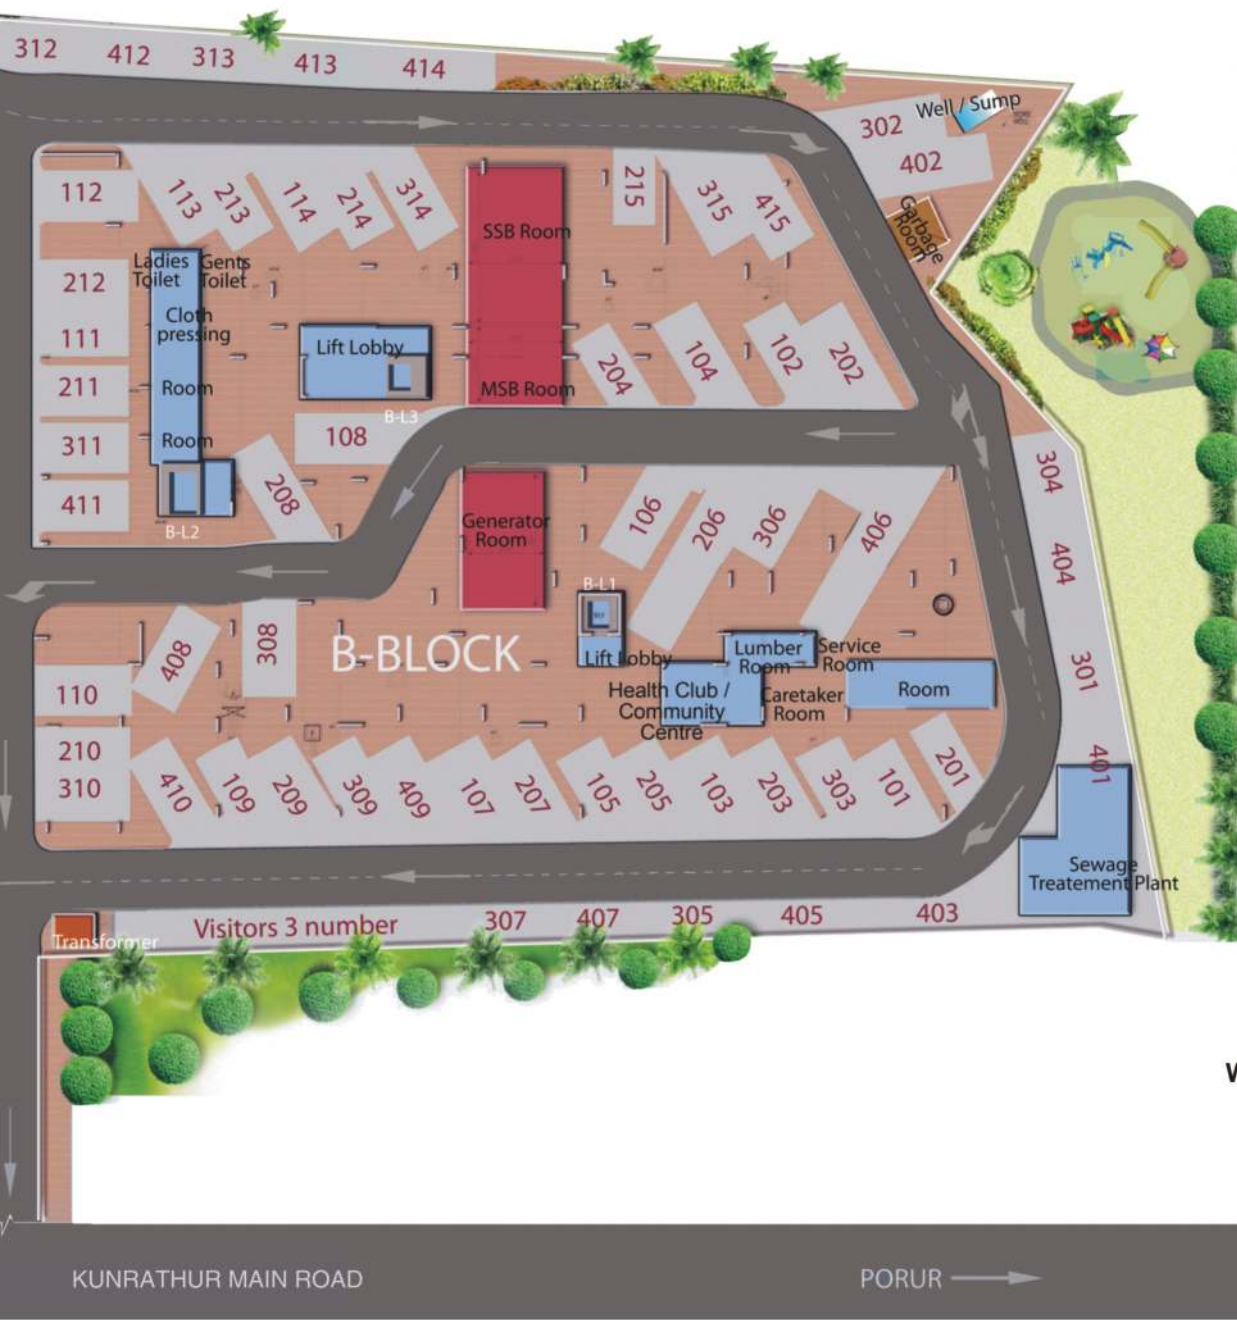 312 412 313 413 414
Well / Sump
302
402
Garbage
Room
112 113 213 114 214 314
SSB Room
215 315 415
Ladies
Toilet
Gents
Toilet
212
Cloth
pressing
111
Lift Lobby
211
Room
MSB Room
204 104 102 202
B-L3
311
Room
108
411
208
B-L2
Generator
Room
106 206 306 406
304
404
B-L1
408 308
B-BLOCK
Lift Lobby
Lumber
Room
Service
Room
301
110
Health Club /
Community
Centre
Caretaker
Room
Room
210
310
410 109 209 309 409 107 207 105 205 103 203 303 101 201
401
Sewage
Treatement Plant
Transformer
Visitors 3 number 307 407 305 405 403
W
KUNRATHUR MAIN ROAD
PORUR